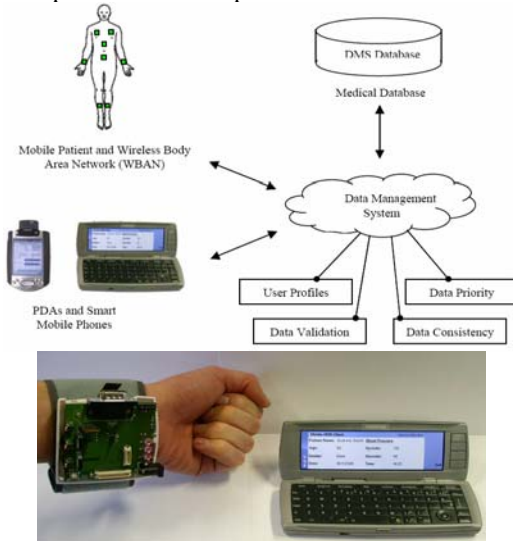 DMS Database
Medical Database
Mobile Patient and Wireless Body
Area Network (WBAN)
Data Management
System
PDAs and Smart
Mobile Phones
User Profiles
Data Priority
Data Validation
Data Consistency